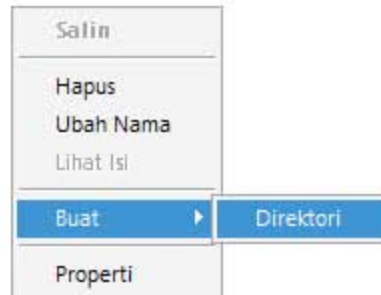 Salin
Hapus
Ubah Nama
Lihat Isi
Buat
Direktori
Properti